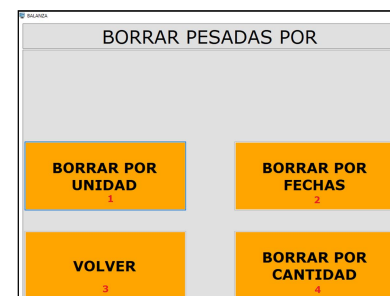 BALANZA
BORRAR PESADAS POR
BORRAR POR
UNIDAD
1
BORRAR POR
FECHAS
2
VOLVER
3
BORRAR POR
CANTIDAD
4